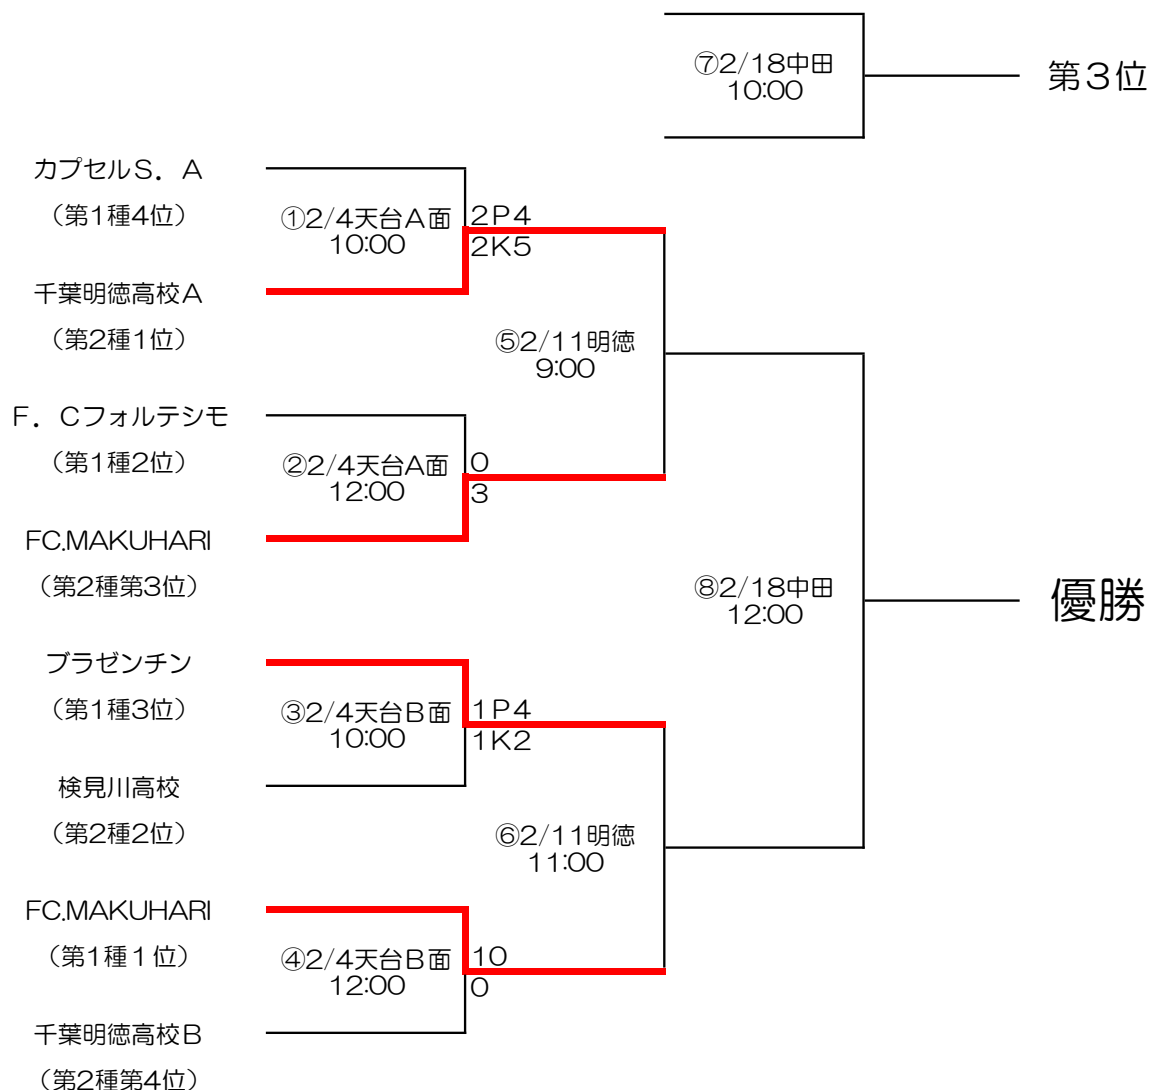 ⑦2/18中田
10:00
第３位
カプセルＳ．Ａ
（第1種4位）
①2/4天台Ａ面
10:00
２Ｐ４
２Ｋ５
千葉明徳高校Ａ
（第2種1位）
⑤2/11明徳
9:00
Ｆ．Ｃフォルテシモ
（第1種2位）
②2/4天台Ａ面
12:00
０
３
FC.MAKUHARI
（第2種第3位）
⑧2/18中田
12:00
優勝
ブラゼンチン
（第1種3位）
③2/4天台Ｂ面
10:00
１Ｐ４
１Ｋ２
検見川高校
（第2種2位）
⑥2/11明徳
11:00
FC.MAKUHARI
（第1種１位）
④2/4天台Ｂ面
12:00
10
０
千葉明徳高校Ｂ
（第2種第4位）